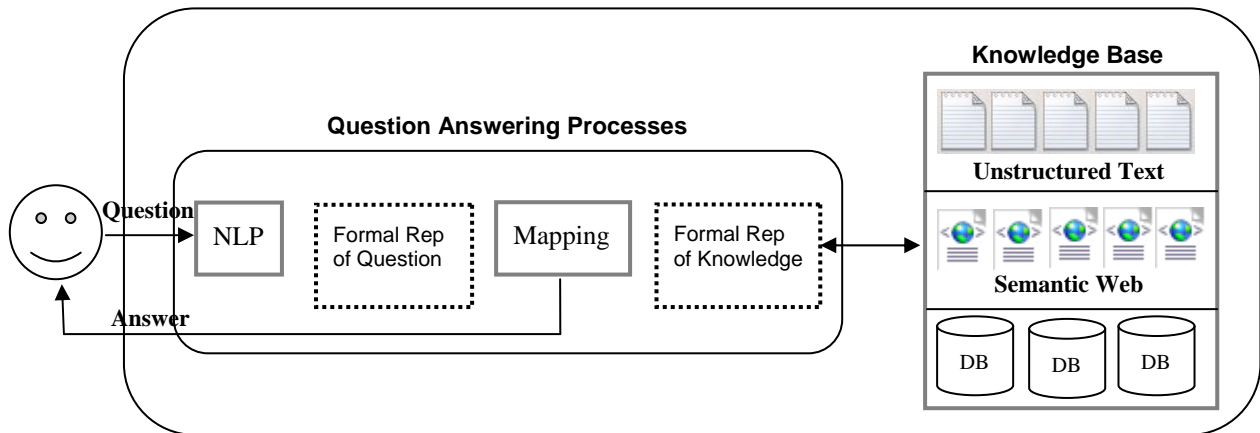 Knowledge Base
Question Answering Processes
Unstructured Text
Question
NLP
Formal Rep
of Question
Mapping
Formal Rep
of Knowledge
Semantic Web
Answer
DB
DB
DB